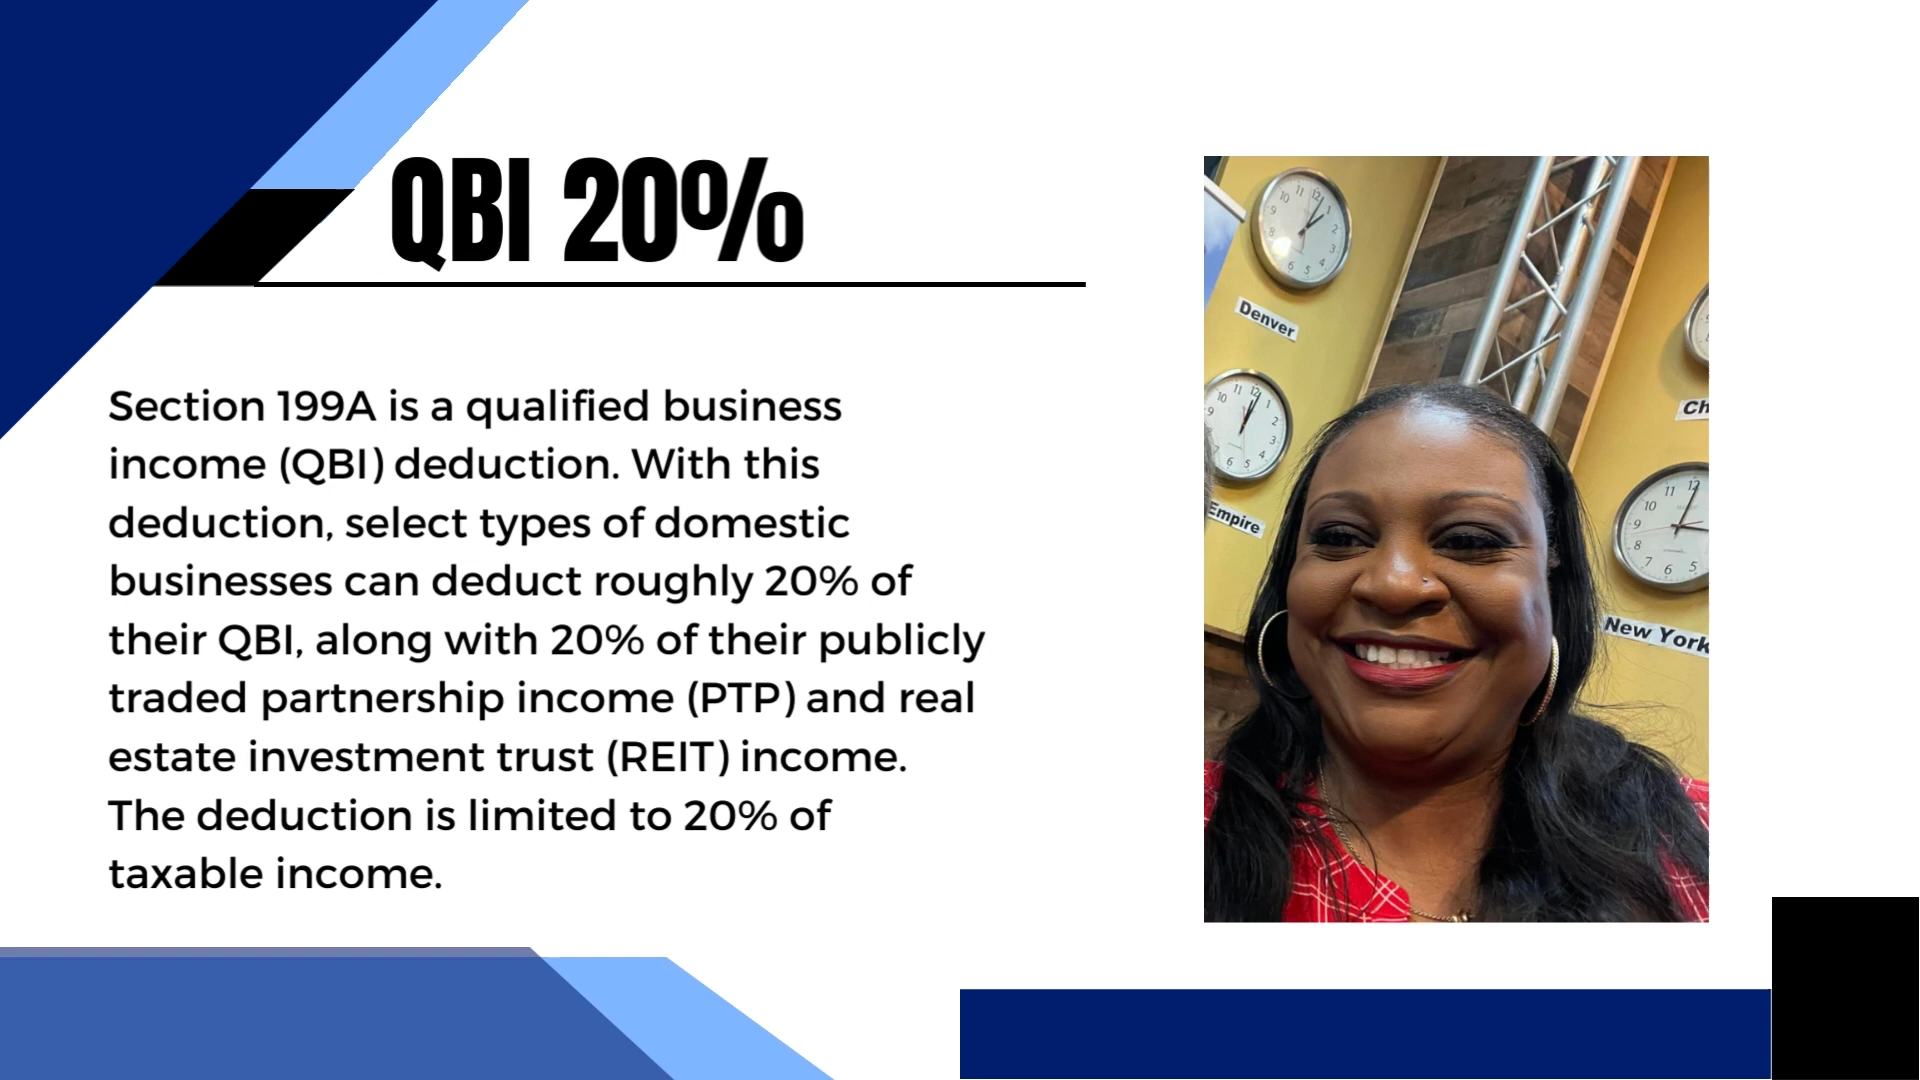 QBI 20%
Section 199A is a qualified business
income (QBI) deduction. With this
deduction, select types of domestic
businesses can deduct roughly 20% of
their QBI, along with 20% of their publicly
traded partnership income (PTP) and real
estate investment trust (REIT) income.
The deduction is limited to 20% of
taxable income.
Denver
Empire
Ch
New York